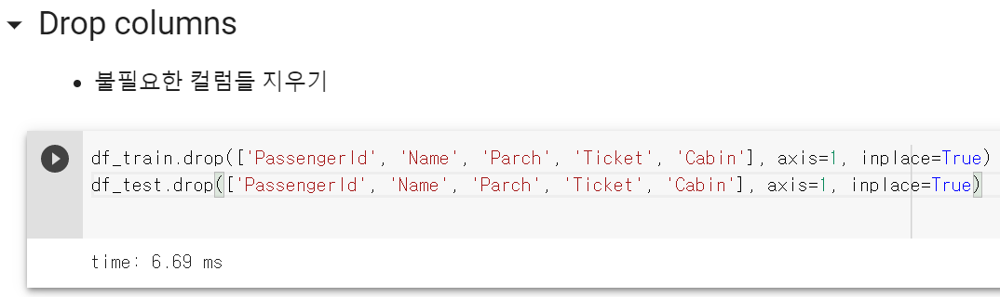 Drop columns
불필요한 컬럼들 지우기
df_train.drop(['PassengerId', 'Name', 'Parch', 'Ticket', 'Cabin'], axis=1, inplace=True)
df_test.drop(['PassengerId', 'Name', 'Parch', 'Ticket', 'Cabin'], axis=1, inplace=True)
time: 6.69 ms